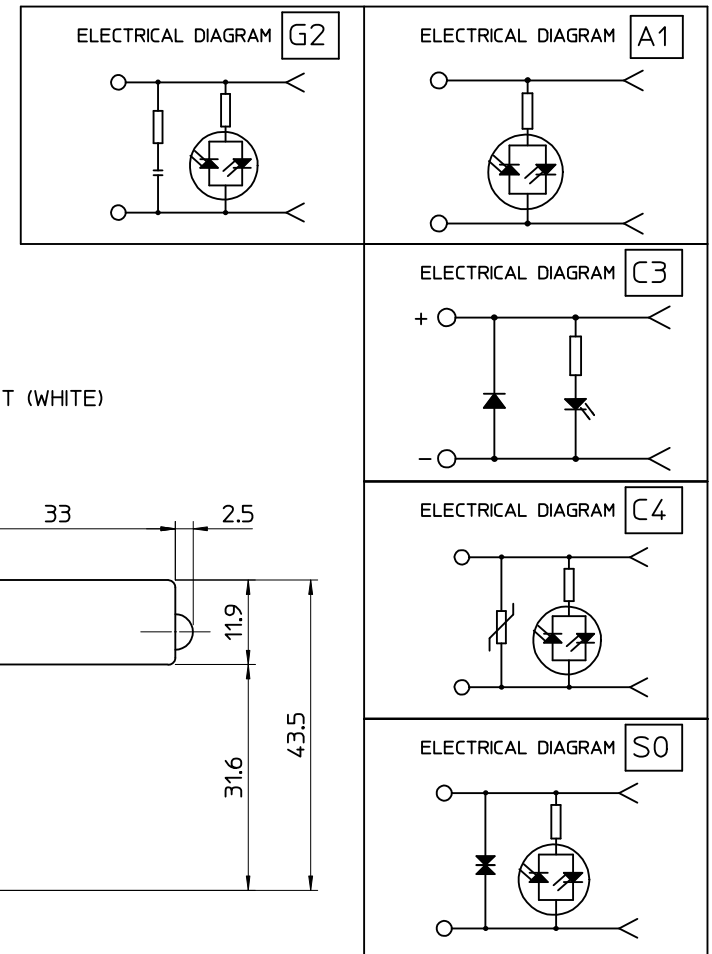 ELECTRICAL DIAGRAM G2
ELECTRICAL DIAGRAM A1
ELECTRICAL DIAGRAM C3
+
−
T (WHITE)
ELECTRICAL DIAGRAM C4
33
2.5
11.9
43.5
31.6
ELECTRICAL DIAGRAM S0